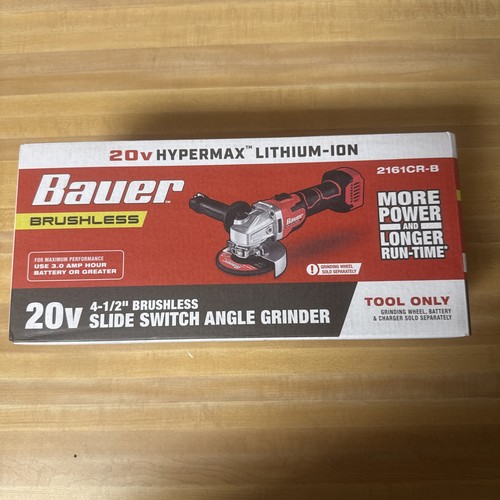 20V HYPERMAX™ LITHIUM-ION
2161CR-B
Bauer
BRUSHLESS
FOR MAXIMUM PERFORMANCE
USE 3.0 AMP HOUR
BATTERY OR GREATER
Bauer
! GRINDING WHEEL
SOLD SEPARATELY
MORE
POWER
AND
LONGER
RUN-TIME*
20V 4-1/2" BRUSHLESS
SLIDE SWITCH ANGLE GRINDER
TOOL ONLY
GRINDING WHEEL, BATTERY
& CHARGER SOLD SEPARATELY